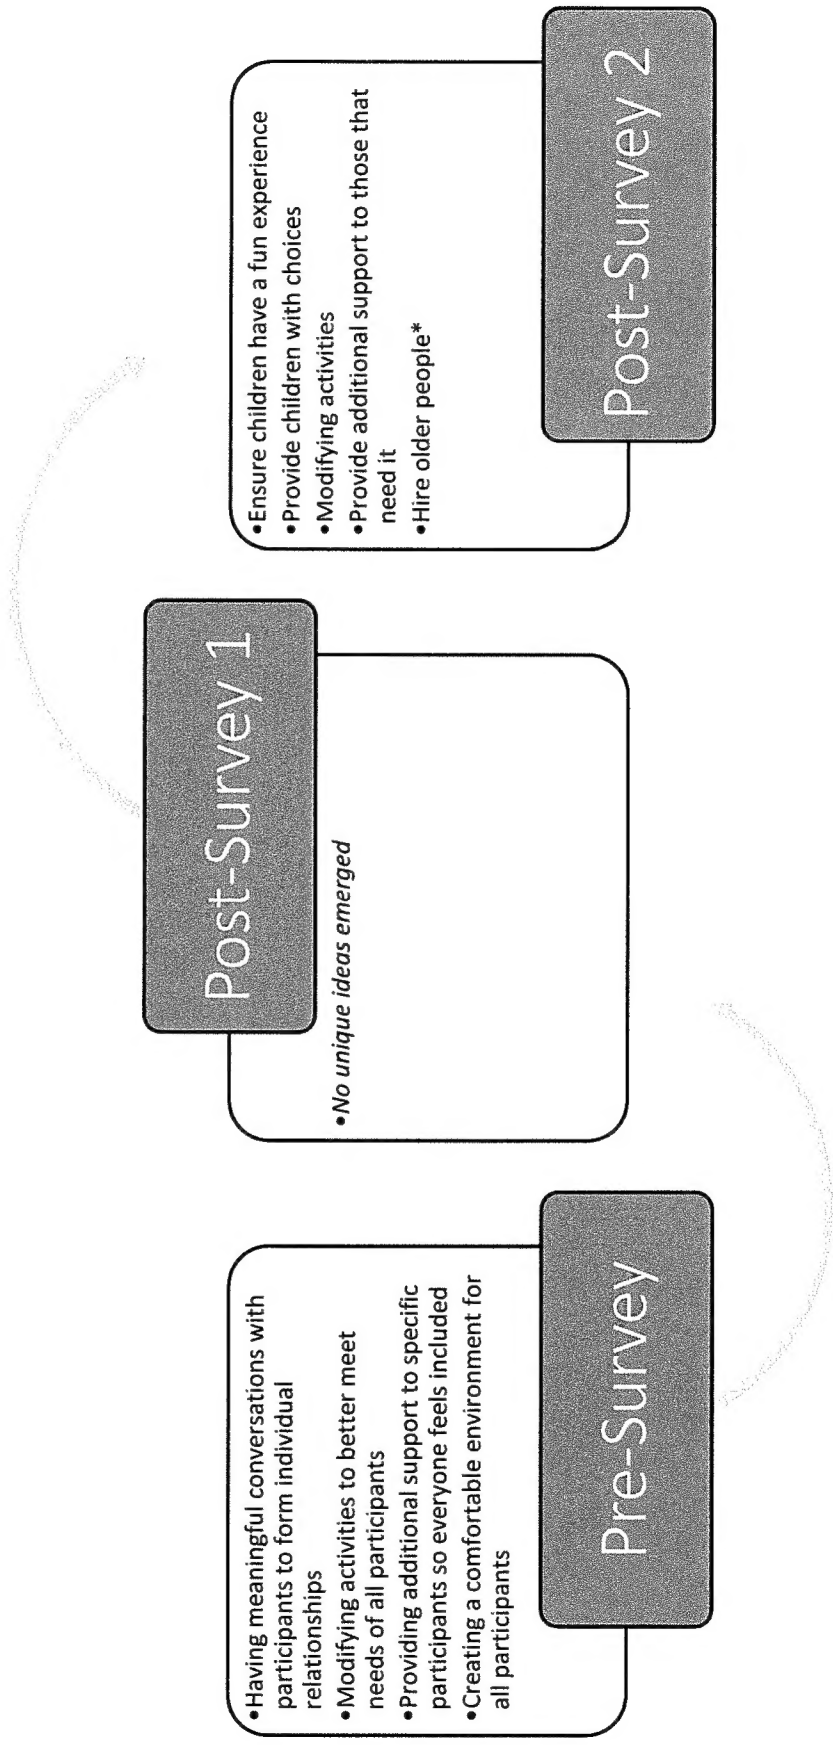 •Having meaningful conversations with
participants to form individual
relationships
•Modifying activities to better meet
needs of all participants
•Providing additional support to specific
participants so everyone feels included
•Creating a comfortable environment for
all participants
Pre-Survey
Post-Survey 1
•No unique ideas emerged
•Ensure children have a fun experience
•Provide children with choices
•Modifying activities
•Provide additional support to those that
need it
•Hire older people*
Post-Survey 2